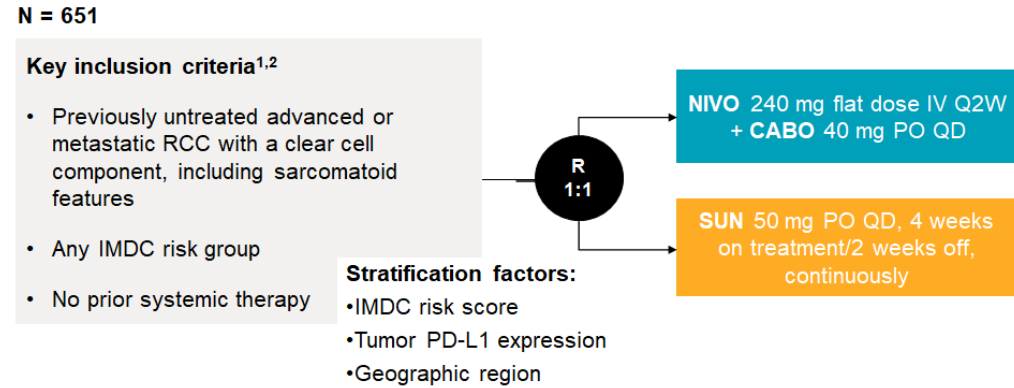 N = 651
Key inclusion criteria1,2
• Previously untreated advanced or
metastatic RCC with a clear cell
component, including sarcomatoid
features
• Any IMDC risk group
• No prior systemic therapy
Stratification factors:
•IMDC risk score
•Tumor PD-L1 expression
•Geographic region
R
1:1
NIVO 240 mg flat dose IV Q2W
+ CABO 40 mg PO QD
SUN 50 mg PO QD, 4 weeks
on treatment/2 weeks off,
continuously